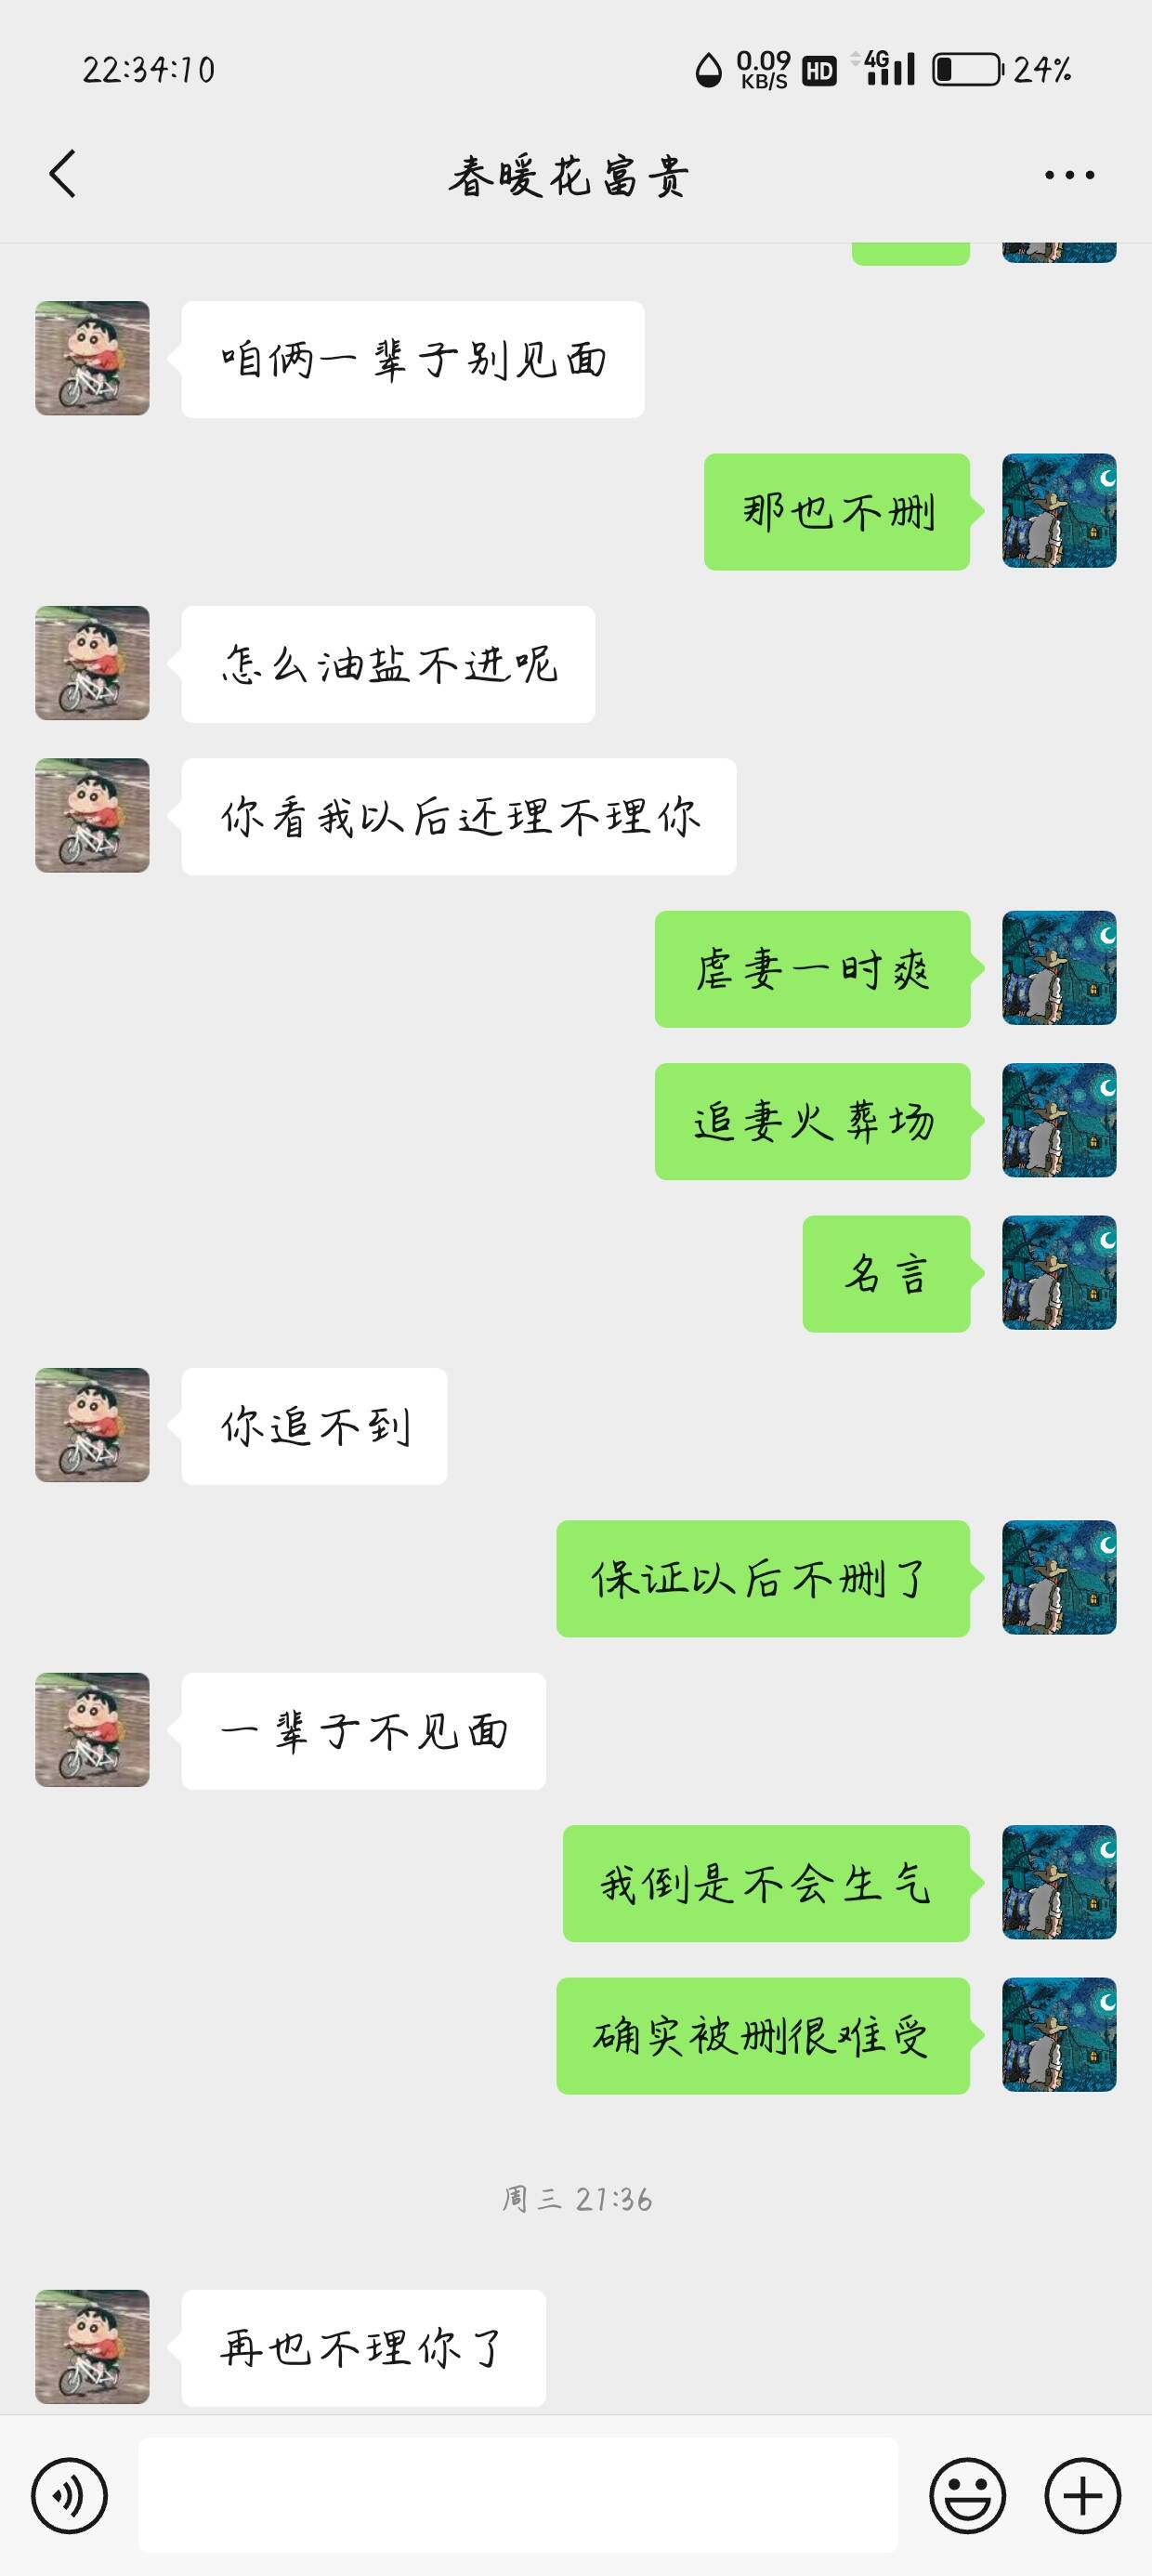 22:34:10
0.09
KB/S
HD
4G
24%
春暖花富贵
咱俩一辈子别见面
那也不删
怎么油盐不进呢
你看我以后还理不理你
虐妻一时爽
追妻火葬场
名言
你追不到
保证以后不删了
一辈子不见面
我倒是不会生气
确实被删很难受
周三 21:36
再也不理你了